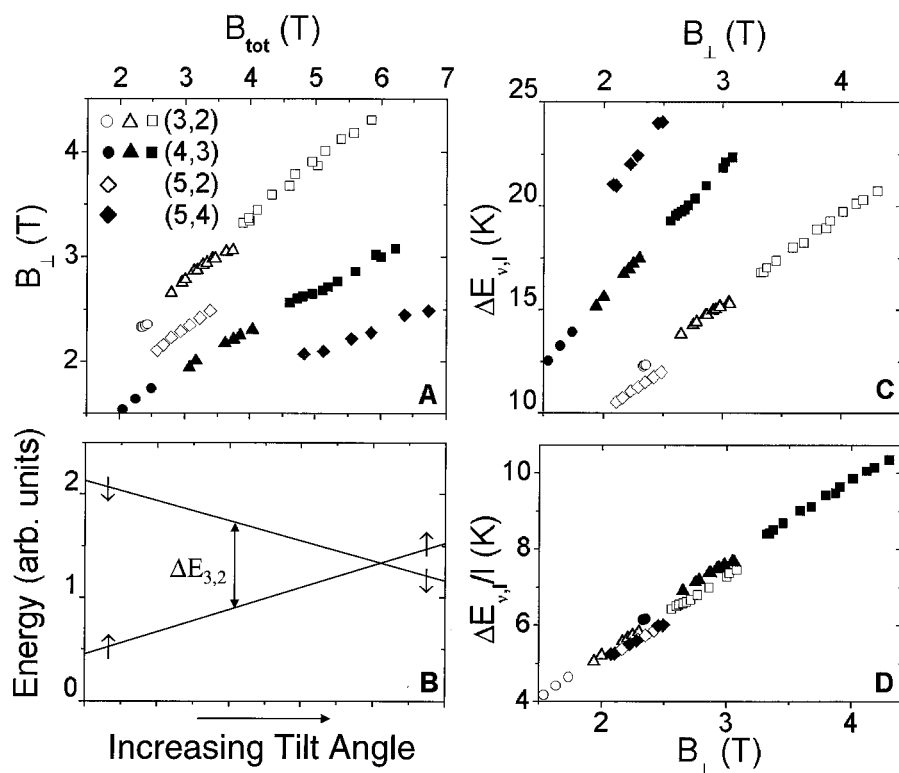 B_tot (T)
2 3 4 5 6 7
B_⊥ (T)
4
3
2
(3,2)
(4,3)
(5,2)
(5,4)
A
B_⊥ (T)
2 3 4
ΔE_ν,l (K)
25
20
15
10
C
Energy (arb. units)
2
1
0
↓
↑
ΔE_3,2
↑
↓
B
Increasing Tilt Angle
ΔE_ν,l/l (K)
10
8
6
4
D
2 3 4
B_⊥ (T)